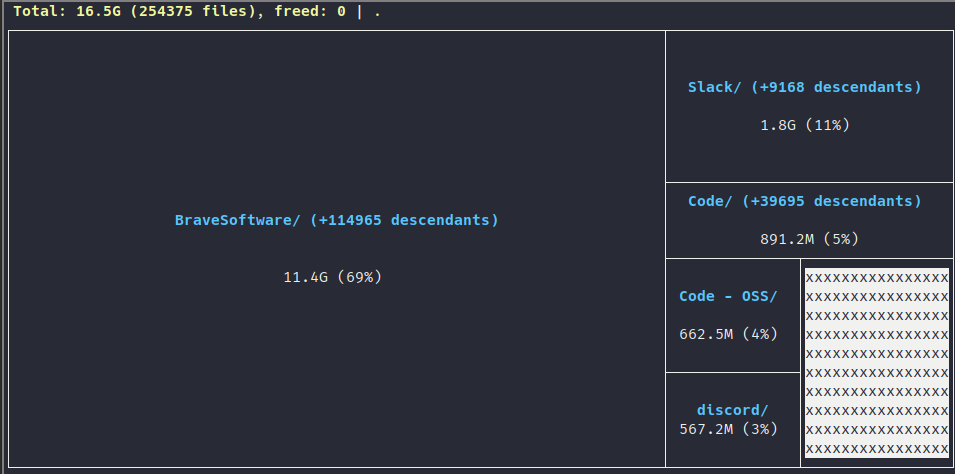 Total: 16.5G (254375 files), freed: 0 | .
BraveSoftware/ (+114965 descendants)
11.4G (69%)
Slack/ (+9168 descendants)
1.8G (11%)
Code/ (+39695 descendants)
891.2M (5%)
Code - OSS/
662.5M (4%)
discord/
567.2M (3%)
xxxxxxxxxxxxxxxx
xxxxxxxxxxxxxxxx
xxxxxxxxxxxxxxxx
xxxxxxxxxxxxxxxx
xxxxxxxxxxxxxxxx
xxxxxxxxxxxxxxxx
xxxxxxxxxxxxxxxx
xxxxxxxxxxxxxxxx
xxxxxxxxxxxxxxxx
xxxxxxxxxxxxxxxx